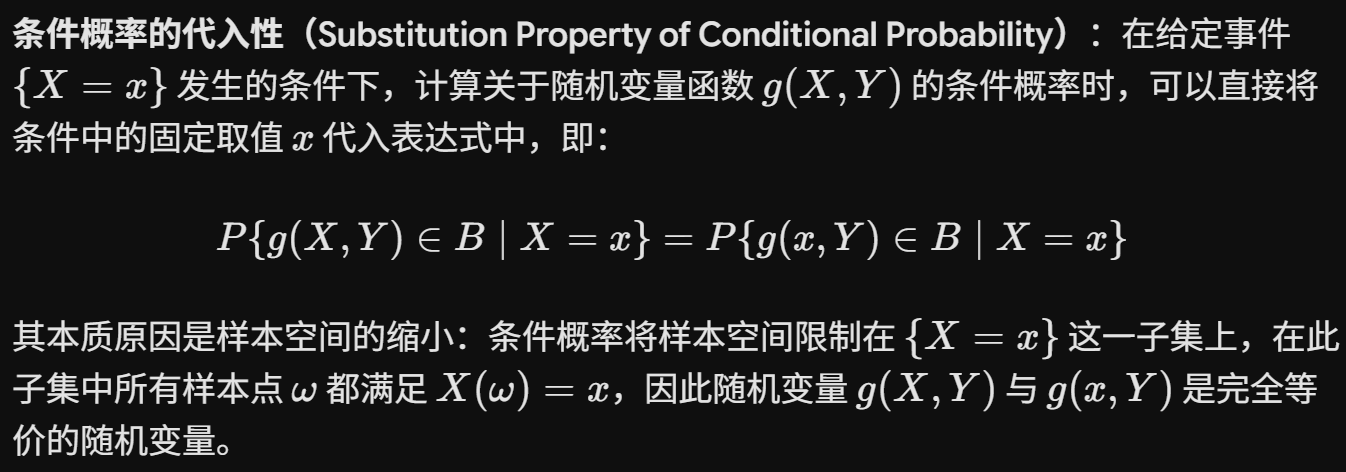 条件概率的代入性（Substitution Property of Conditional Probability）：在给定事件
{X = x} 发生的条件下，计算关于随机变量函数 g(X, Y) 的条件概率时，可以直接将
条件中的固定取值 x 代入表达式中，即：
P{g(X, Y) ∈ B | X = x} = P{g(x, Y) ∈ B | X = x}
其本质原因是样本空间的缩小：条件概率将样本空间限制在 {X = x} 这一子集上，在此
子集中所有样本点 ω 都满足 X(ω) = x，因此随机变量 g(X, Y) 与 g(x, Y) 是完全等
价的随机变量。